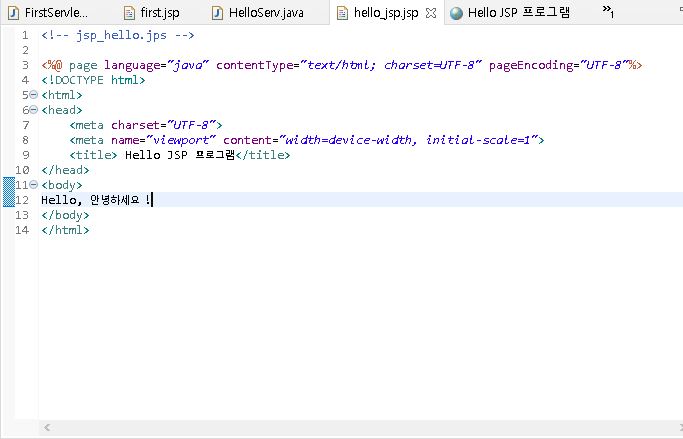 FirstServle... first.jsp HelloServ.java hello_jsp.jsp Hello JSP 프로그램 »1
1 <!-- jsp_hello.jps -->
2
3 <%@ page language="java" contentType="text/html; charset=UTF-8" pageEncoding="UTF-8"%>
4 <!DOCTYPE html>
5 <html>
6 <head>
7 <meta charset="UTF-8">
8 <meta name="viewport" content="width=device-width, initial-scale=1">
9 <title> Hello JSP 프로그램</title>
10 </head>
11 <body>
12 Hello, 안녕하세요 !
13 </body>
14 </html>